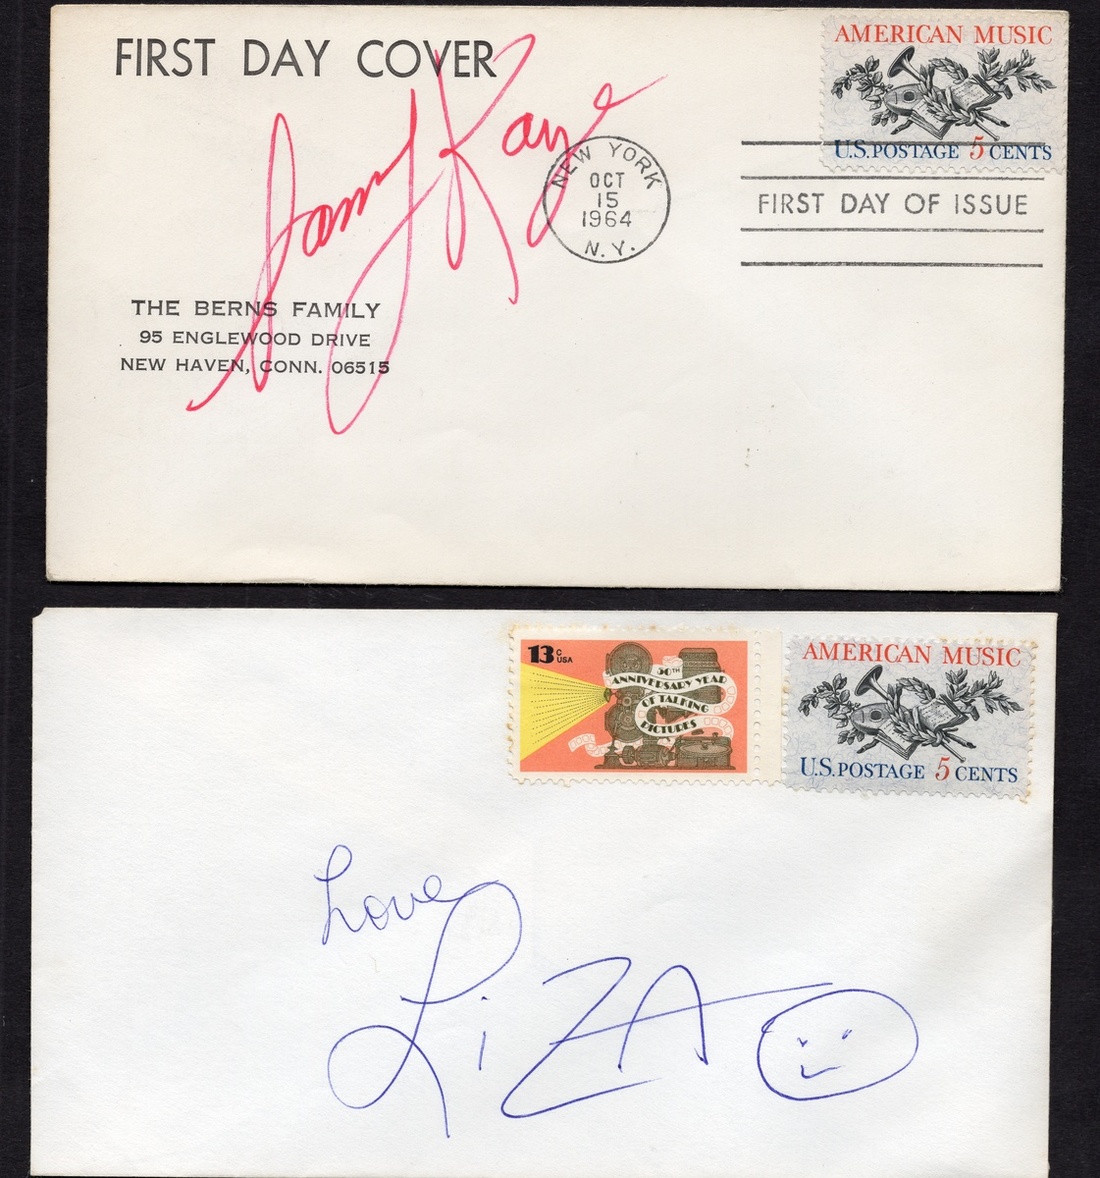 FIRST DAY COVER
AMERICAN MUSIC
U.S. POSTAGE 5 CENTS
Sammy Kaye
NEW YORK
OCT
15
1964
N.Y.
FIRST DAY OF ISSUE
THE BERNS FAMILY
95 ENGLEWOOD DRIVE
NEW HAVEN, CONN. 06515
13c
USA
50TH
ANNIVERSARY YEAR
OF TALKING
PICTURES
AMERICAN MUSIC
U.S. POSTAGE 5 CENTS
Love
LiZA